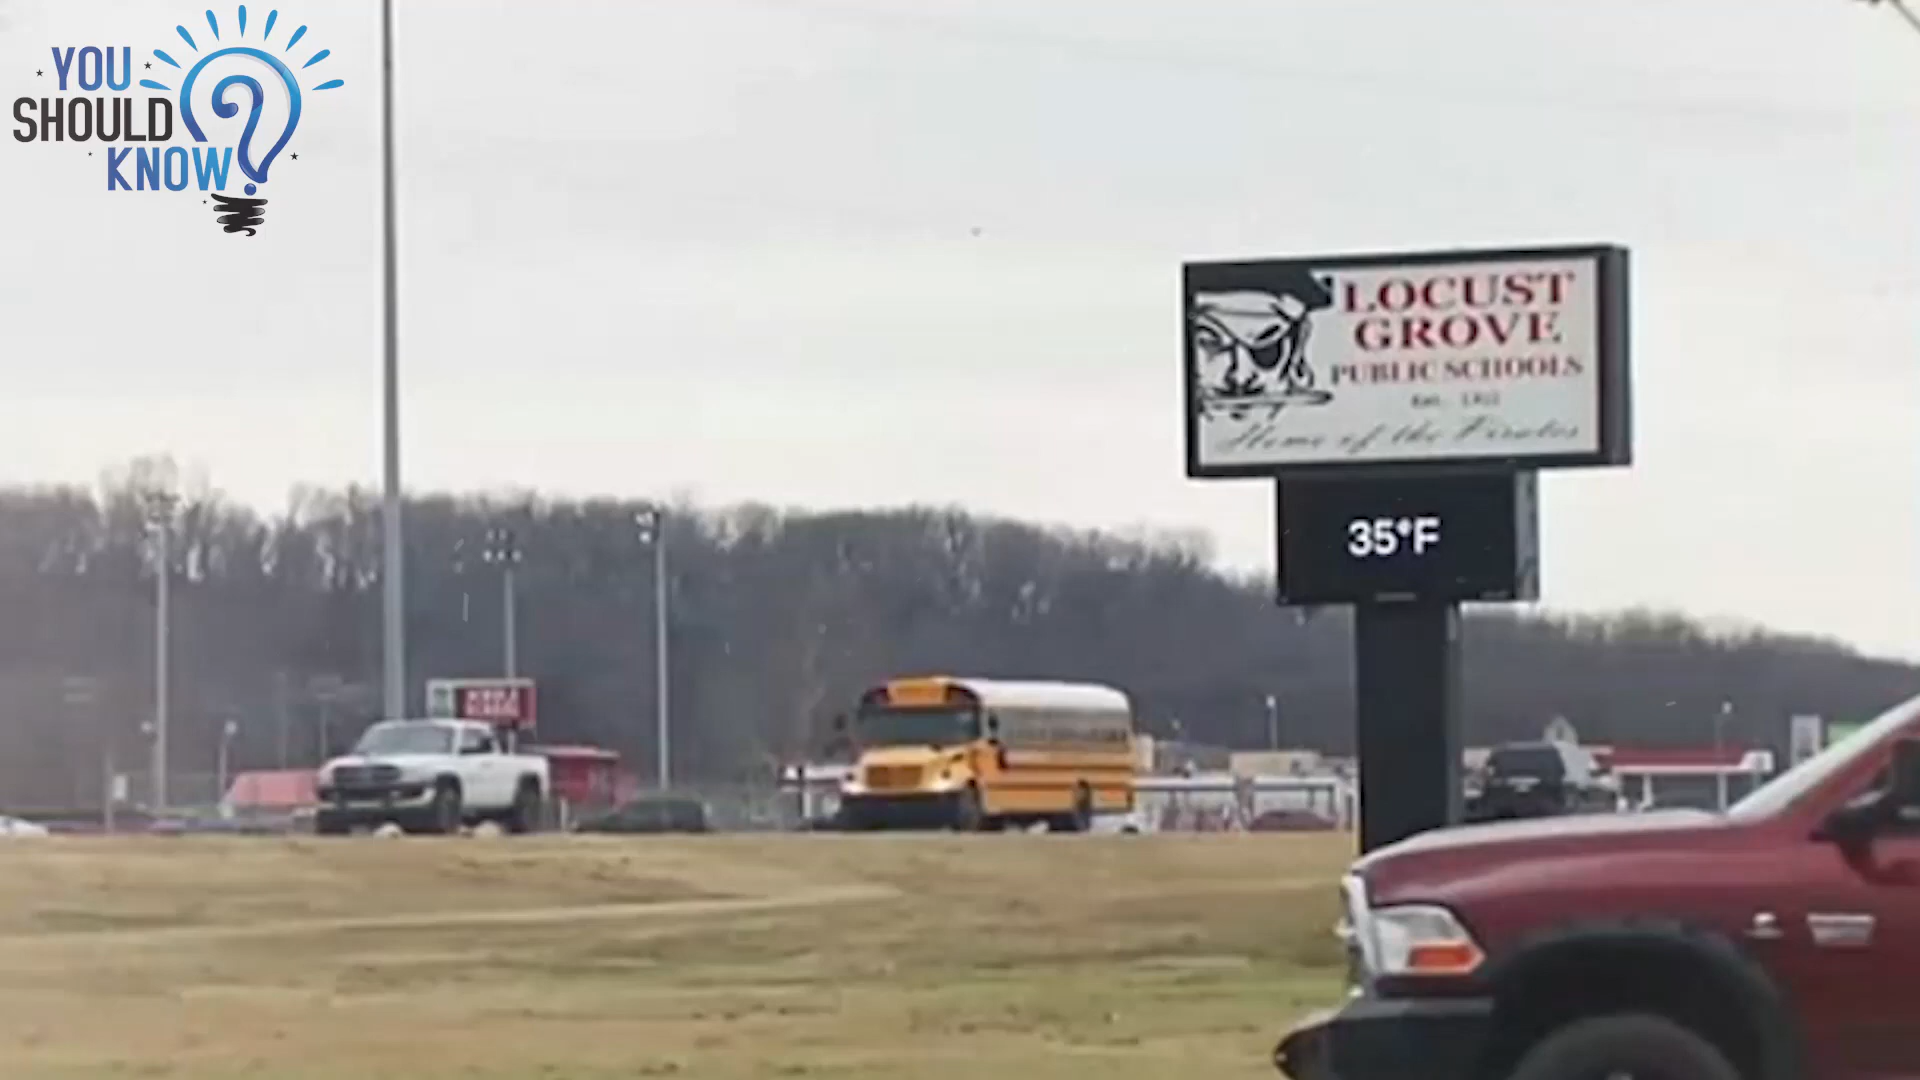 YOU
SHOULD
KNOW
LOCUST
GROVE
PUBLIC SCHOOLS
Home of the Pirates
35°F